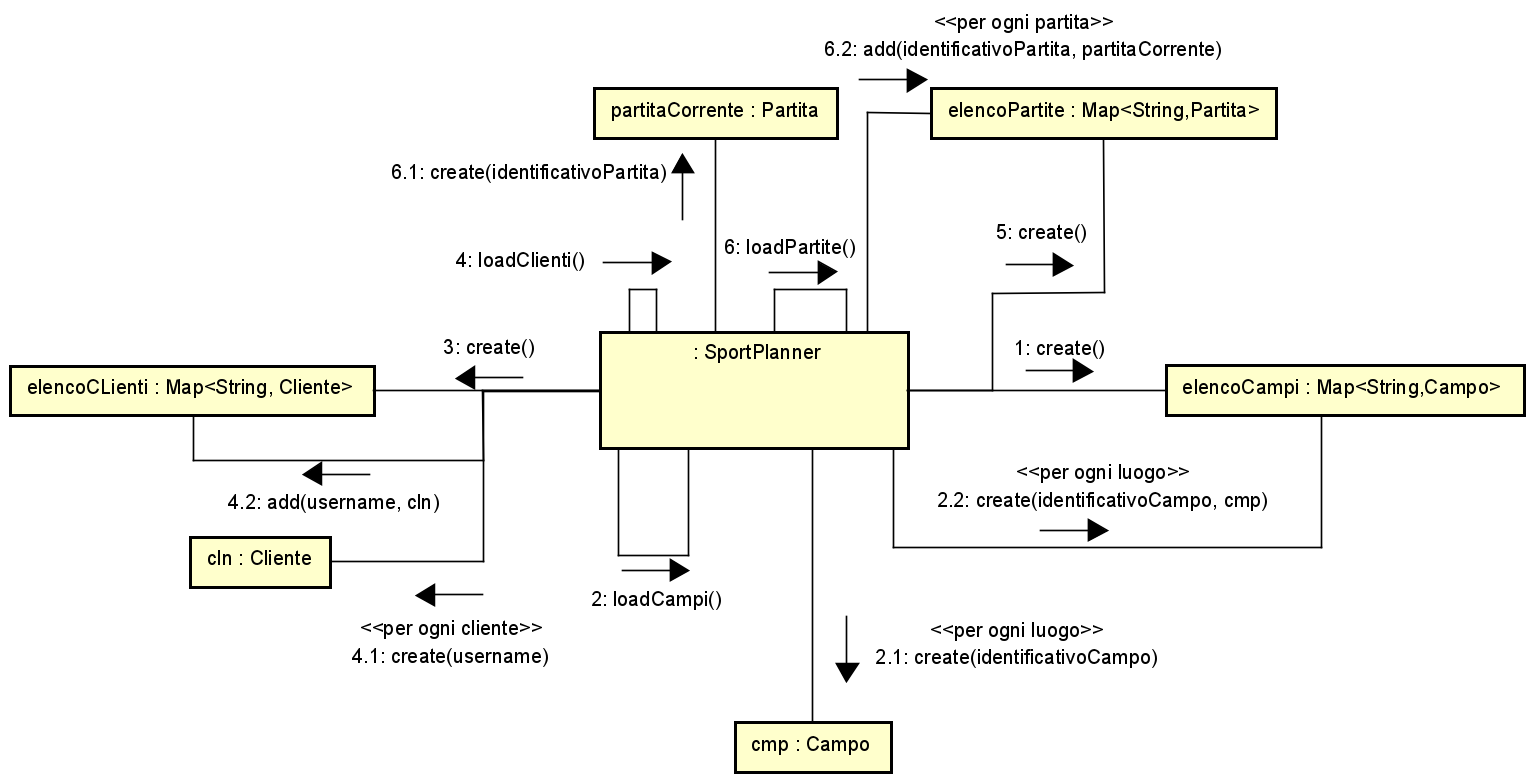 <<per ogni partita>>
6.2: add(identificativoPartita, partitaCorrente)
partitaCorrente : Partita
elencoPartite : Map<String,Partita>
6.1: create(identificativoPartita)
5: create()
4: loadClienti()
6: loadPartite()
3: create()
: SportPlanner
1: create()
elencoCLienti : Map<String, Cliente>
elencoCampi : Map<String,Campo>
<<per ogni luogo>>
2.2: create(identificativoCampo, cmp)
4.2: add(username, cln)
cln : Cliente
2: loadCampi()
<<per ogni cliente>>
4.1: create(username)
<<per ogni luogo>>
2.1: create(identificativoCampo)
cmp : Campo